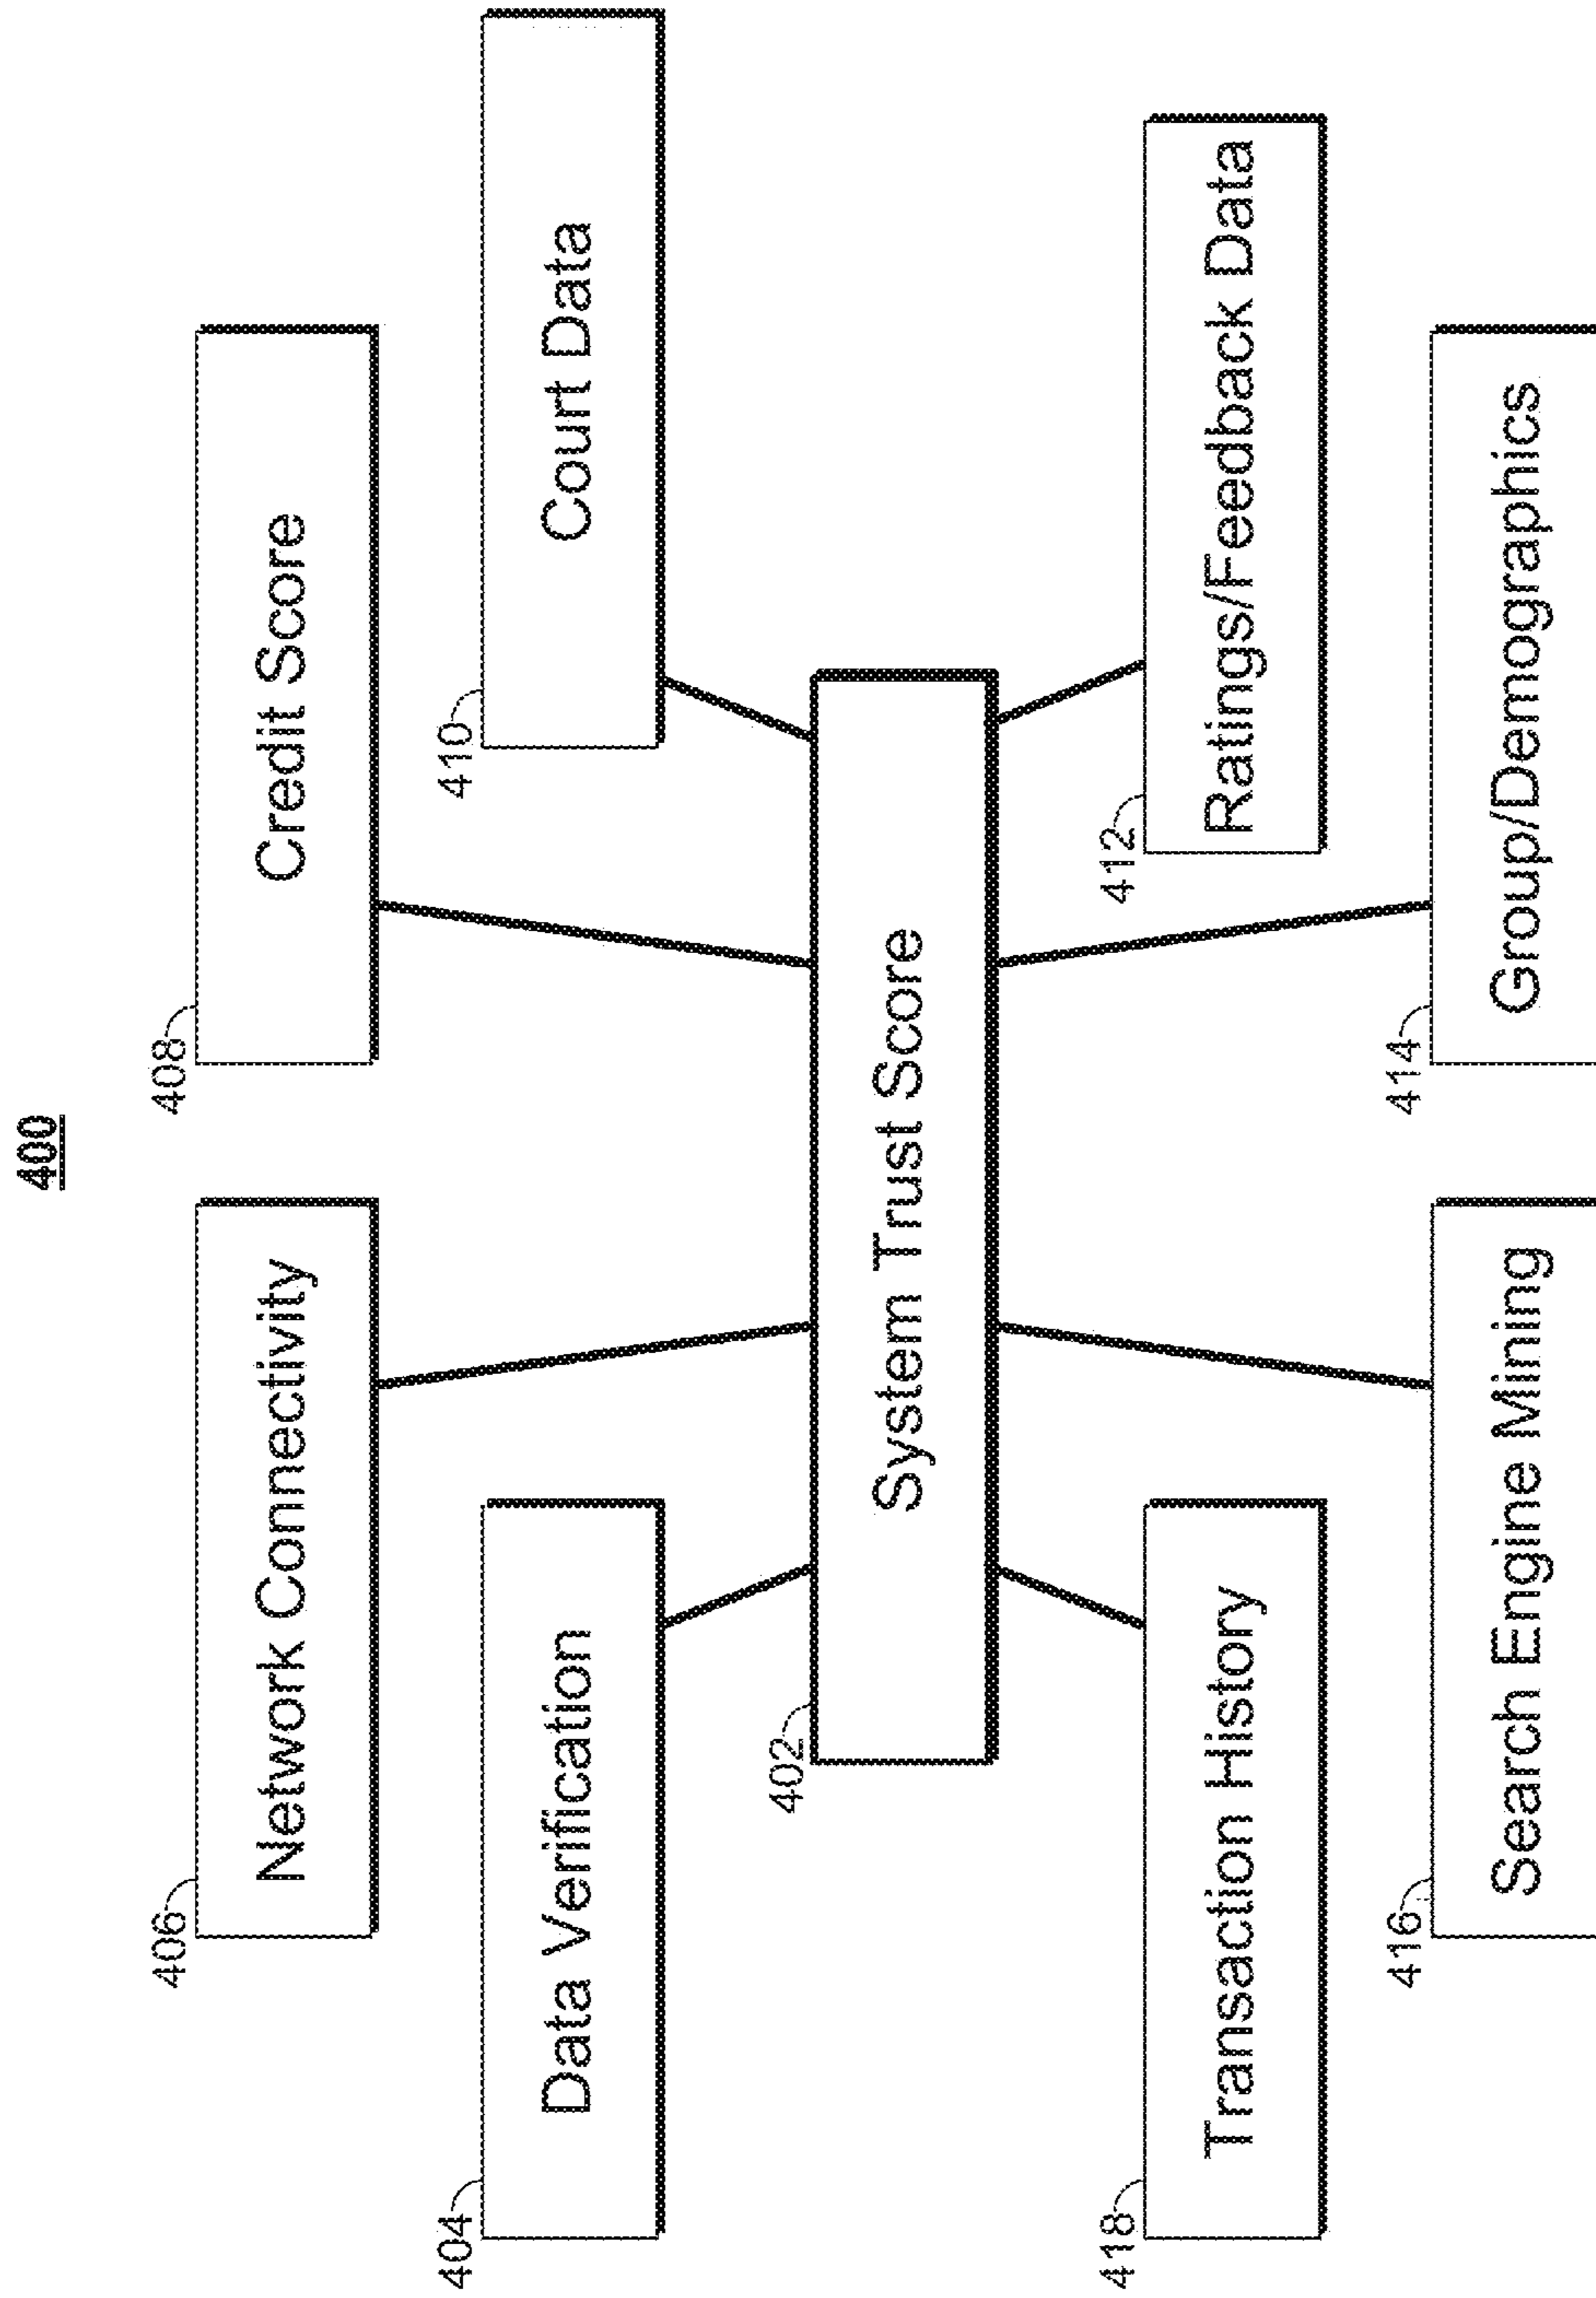 400
406
Network Connectivity
408
Credit Score
404
Data Verification
410
Court Data
402
System Trust Score
418
Transaction History
412
Ratings/Feedback Data
416
Search Engine Mining
414
Group/Demographics